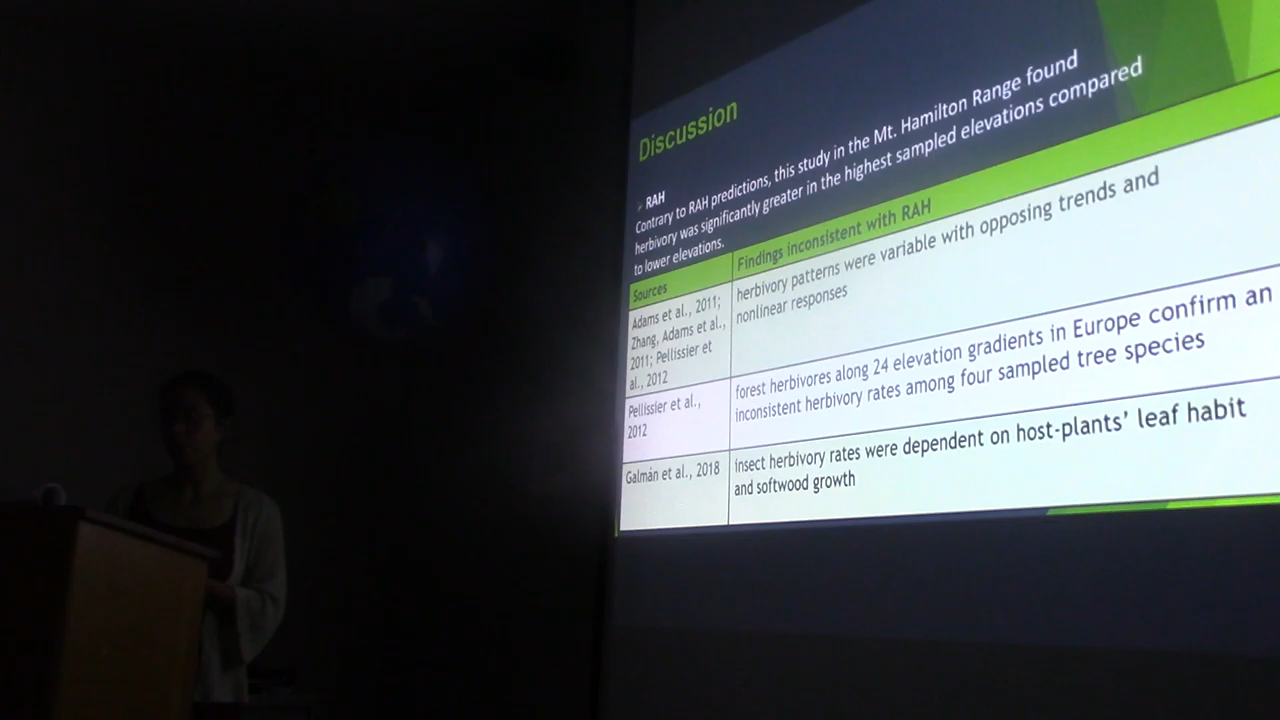 Discussion
RAH
Contrary to RAH predictions, this study in the Mt. Hamilton Range found
herbivory was significantly greater in the highest sampled elevations compared
to lower elevations.
Sources
Findings inconsistent with RAH
Adams et al., 2011;
Zhang, Adams et al.,
2011; Pellissier et
al., 2012
herbivory patterns were variable with opposing trends and
nonlinear responses
Pellissier et al.,
2012
forest herbivores along 24 elevation gradients in Europe confirm an
inconsistent herbivory rates among four sampled tree species
Galmán et al., 2018
insect herbivory rates were dependent on host-plants' leaf habit
and softwood growth